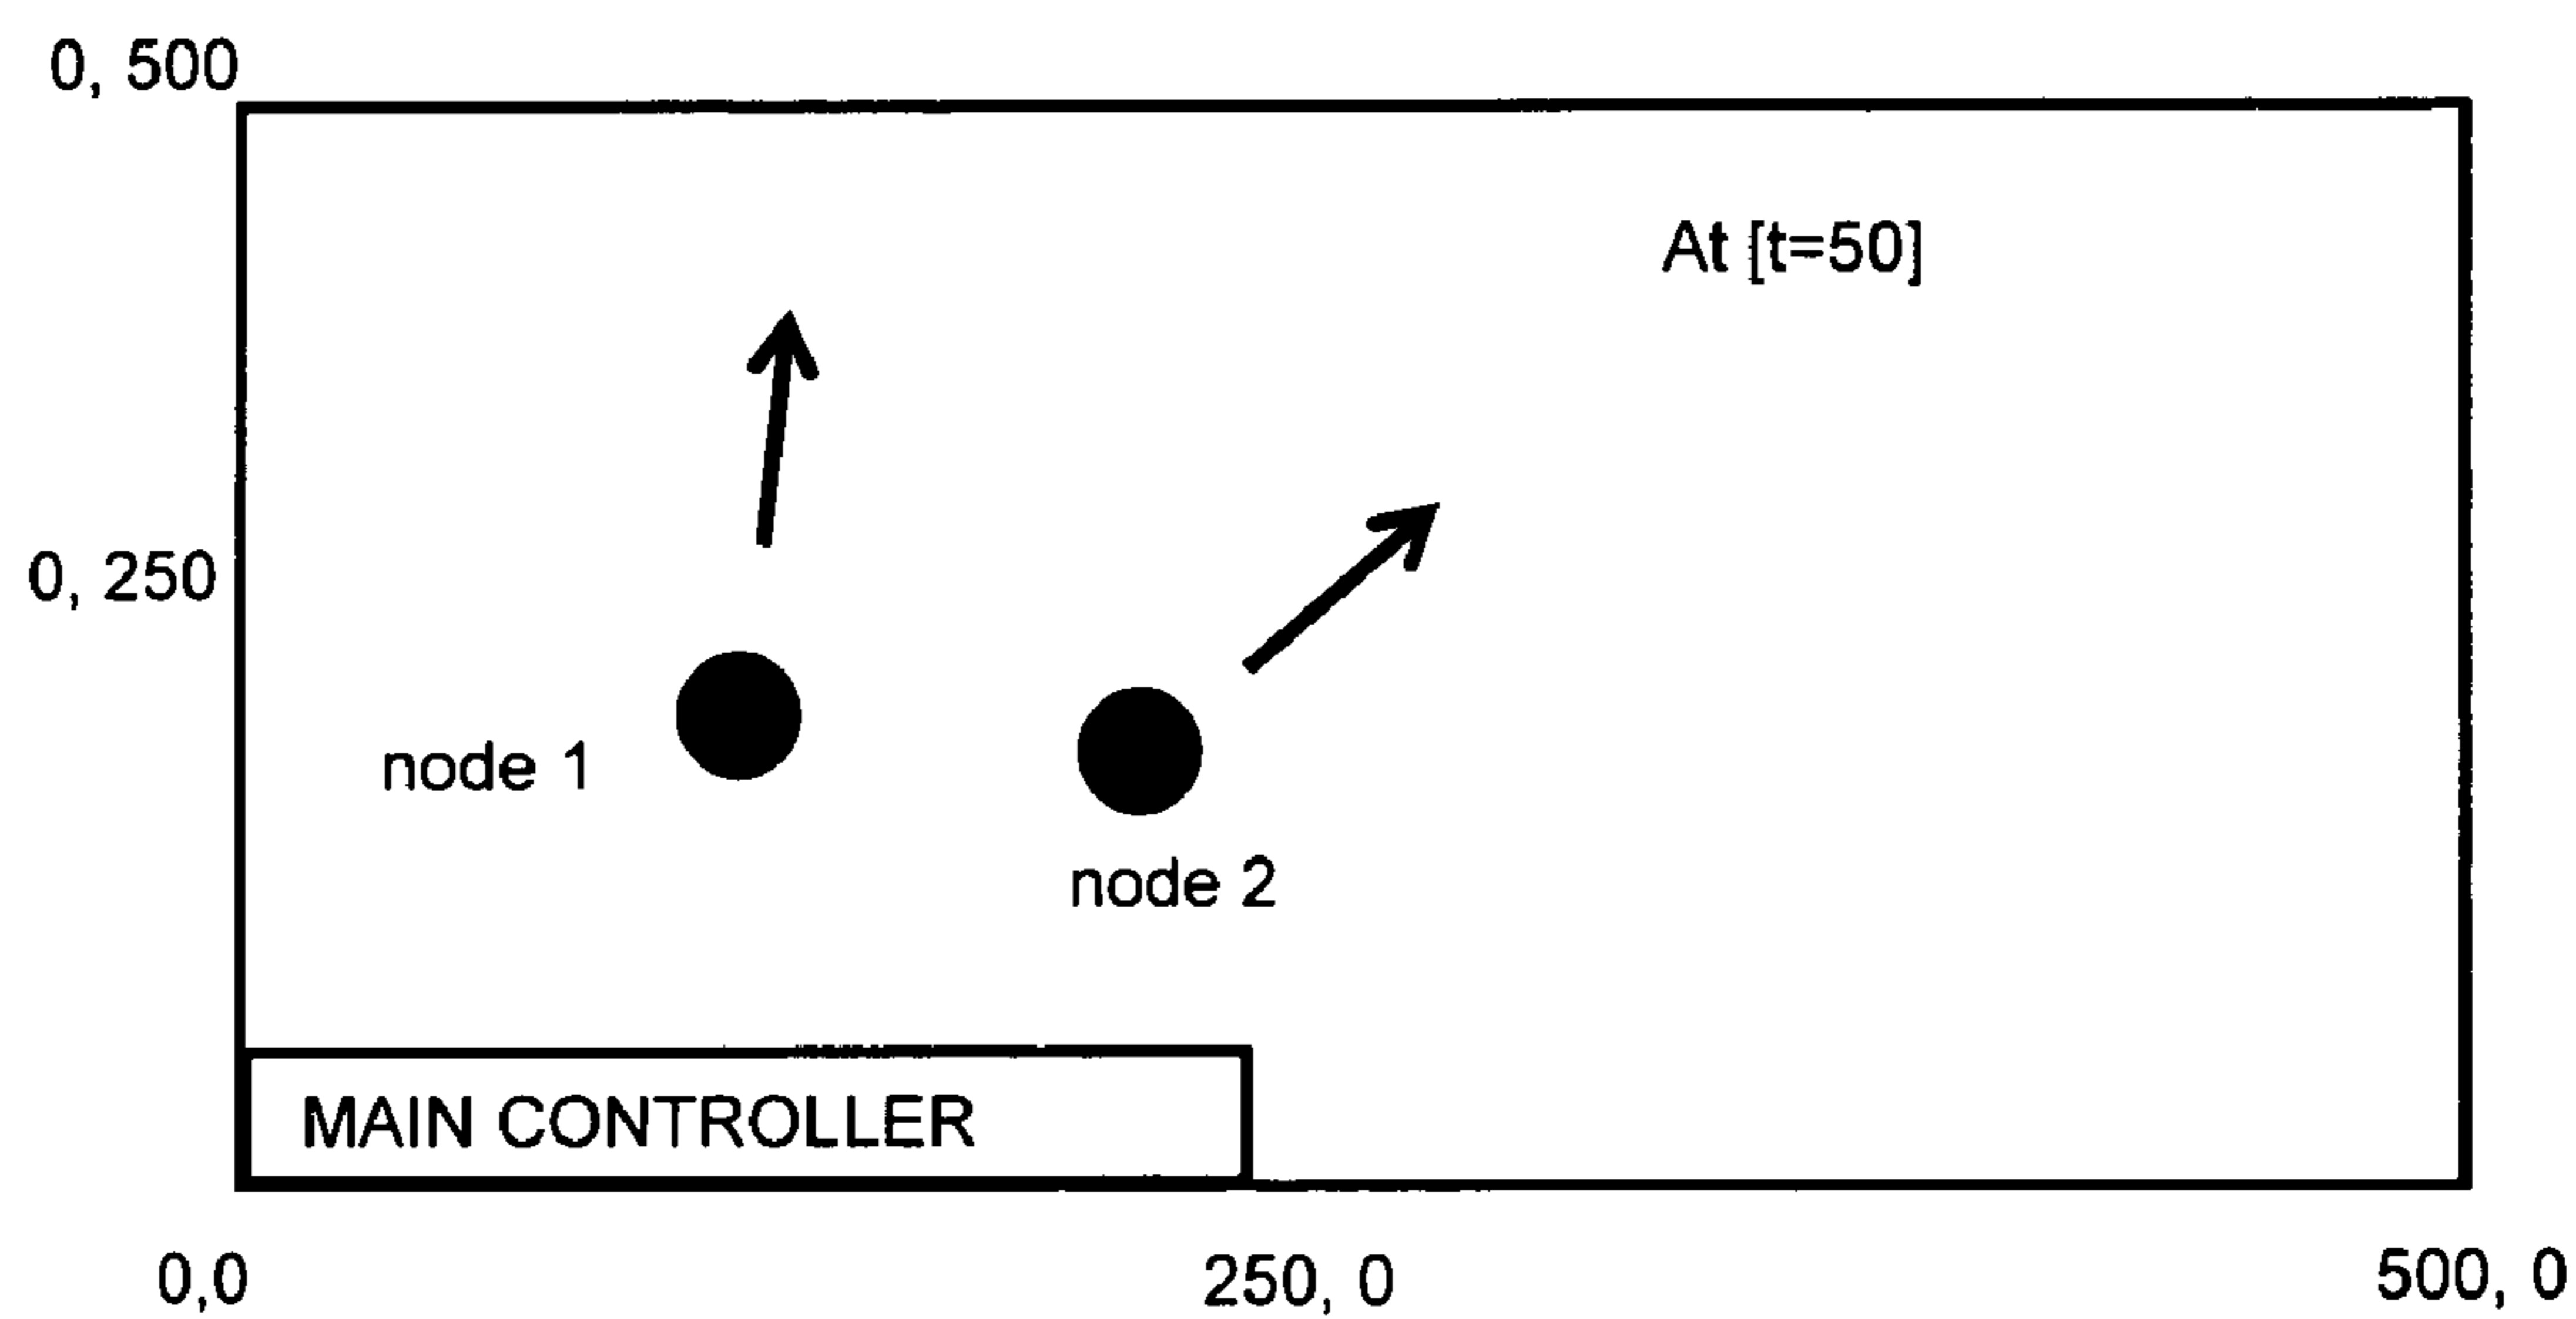 0, 500
At [t=50]
0, 250
node 1
node 2
MAIN CONTROLLER
0,0
250, 0
500, 0